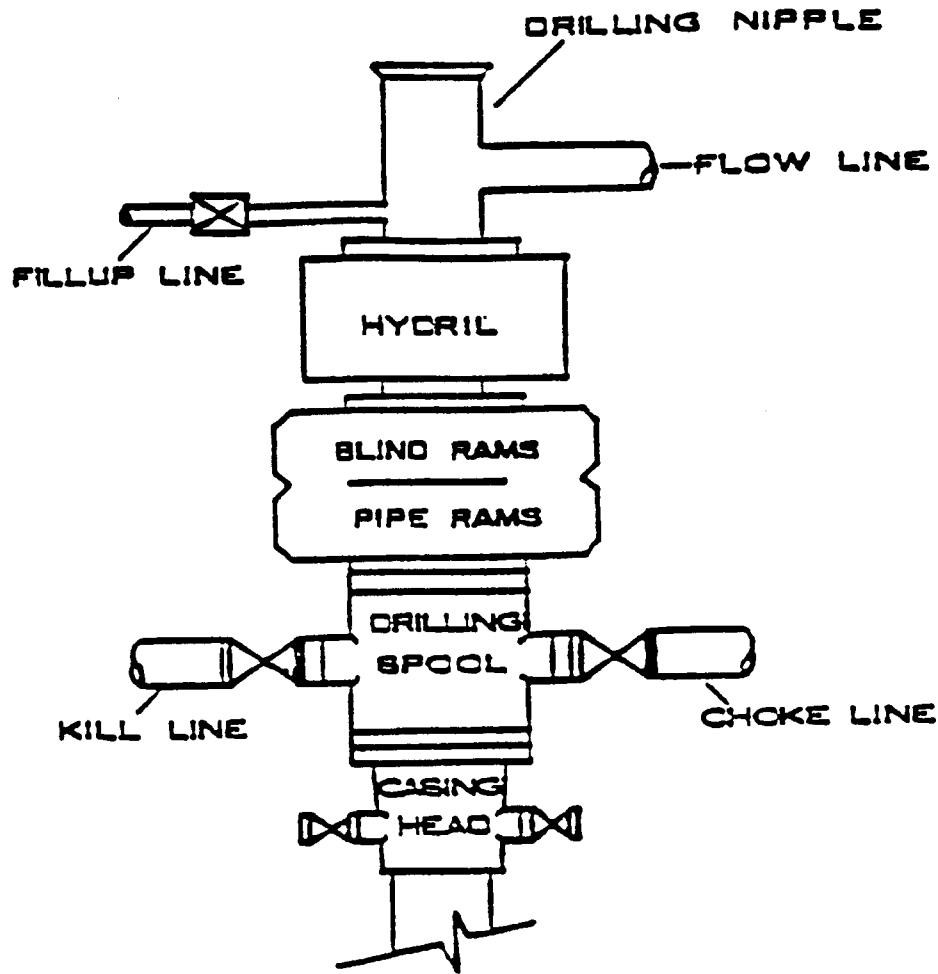 DRILLING NIPPLE
FLOW LINE
FILLUP LINE
HYDRIL
BLIND RAMS
PIPE RAMS
DRILLING
SPOOL
KILL LINE
CHOKE LINE
CASING
HEAD